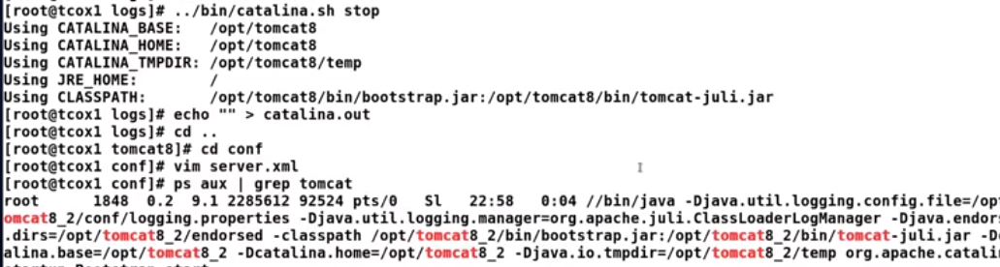 [root@tcox1 logs]# ../bin/catalina.sh stop
Using CATALINA_BASE:   /opt/tomcat8
Using CATALINA_HOME:   /opt/tomcat8
Using CATALINA_TMPDIR: /opt/tomcat8/temp
Using JRE_HOME:        /
Using CLASSPATH:       /opt/tomcat8/bin/bootstrap.jar:/opt/tomcat8/bin/tomcat-juli.jar
[root@tcox1 logs]# echo "" > catalina.out
[root@tcox1 logs]# cd ..
[root@tcox1 tomcat8]# cd conf
[root@tcox1 conf]# vim server.xml
[root@tcox1 conf]# ps aux | grep tomcat
root      1848  0.2  9.1 2285612 92524 pts/0   Sl   22:58   0:04 //bin/java -Djava.util.logging.config.file=/opt
omcat8_2/conf/logging.properties -Djava.util.logging.manager=org.apache.juli.ClassLoaderLogManager -Djava.endors
.dirs=/opt/tomcat8_2/endorsed -classpath /opt/tomcat8_2/bin/bootstrap.jar:/opt/tomcat8_2/bin/tomcat-juli.jar -D
alina.base=/opt/tomcat8_2 -Dcatalina.home=/opt/tomcat8_2 -Djava.io.tmpdir=/opt/tomcat8_2/temp org.apache.catali